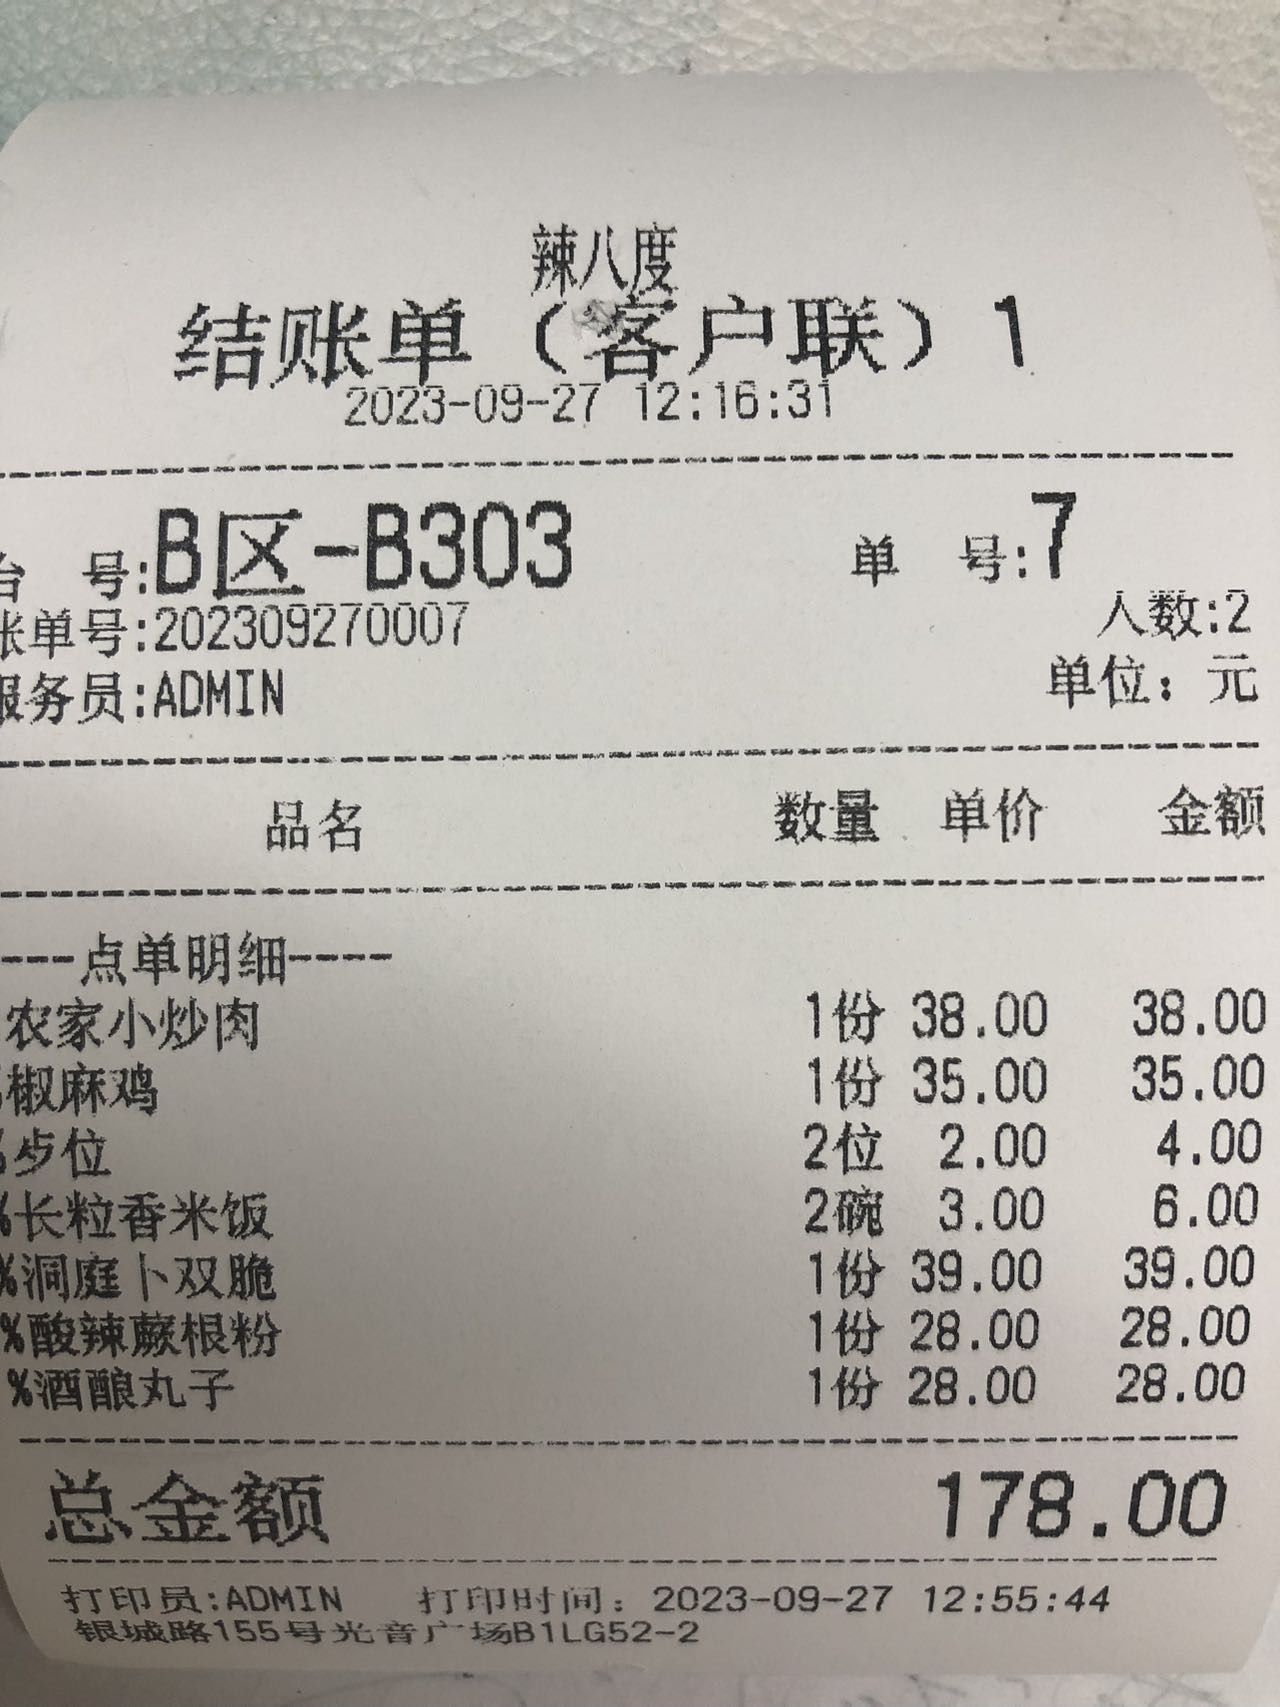 辣八度
结账单（客户联）1
2023-09-27 12:16:31
台 号:B区-B303 单 号:7
账单号:202309270007 人数:2
服务员:ADMIN 单位：元
品名 数量 单价 金额
----点单明细----
农家小炒肉 1份 38.00 38.00
%椒麻鸡 1份 35.00 35.00
%步位 2位 2.00 4.00
%长粒香米饭 2碗 3.00 6.00
%洞庭卜双脆 1份 39.00 39.00
%酸辣蕨根粉 1份 28.00 28.00
%酒酿丸子 1份 28.00 28.00
总金额 178.00
打印员:ADMIN 打印时间：2023-09-27 12:55:44
银城路155号光音广场B1LG52-2